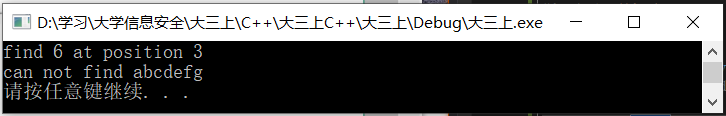 D:\学习\大学信息安全\大三上\C++\大三上C++\大三上\Debug\大三上.exe
find 6 at position 3
can not find abcdefg
请按任意键继续. . .